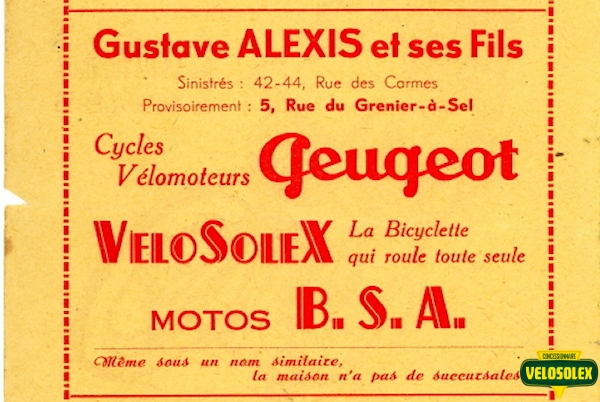 Gustave ALEXIS et ses Fils
Sinistrés : 42-44, Rue des Carmes
Provisoirement : 5, Rue du Grenier-à-Sel
Cycles
Vélomoteurs
Peugeot
VELOSOLEX
La Bicyclette
qui roule toute seule
MOTOS B. S. A.
Même sous un nom similaire,
la maison n'a pas de succursales
CONCESSIONNAIRE
VELOSOLEX